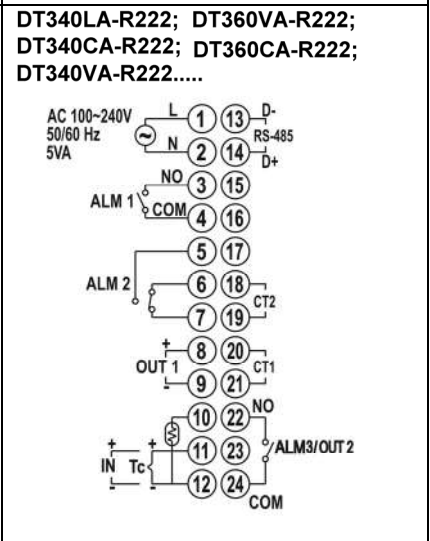 DT340LA-R222; DT360VA-R222;
DT340CA-R222; DT360CA-R222;
DT340VA-R222.....
AC 100~240V
50/60 Hz
5VA
L
N
1
13
D-
RS-485
2
14
D+
NO
3
15
ALM 1
COM
4
16
5
17
ALM 2
6
18
CT2
7
19
+
8
20
OUT 1
CT1
-
9
21
10
22
NO
+
+
11
23
ALM3/OUT 2
IN
Tc
-
-
12
24
COM